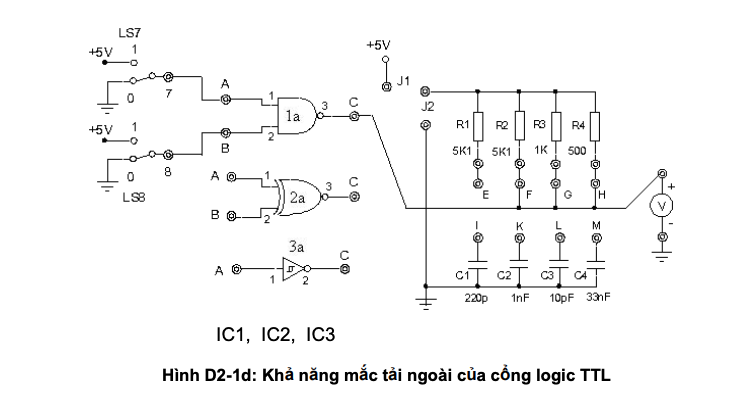 LS7
+5V 1
0
7
+5V 1
0
8
LS8
A
B
1
2
1a
3
C
A
B
1
2
2a
3
C
3a
A
1
2
C
+5V
J1
J2
R1 R2 R3 R4
5K1 5K1 1K 500
E F G H
+
V
-
I K L M
C1 C2 C3 C4
220p 1nF 10pF 33nF
IC1, IC2, IC3
Hình D2-1d: Khả năng mắc tải ngoài của cổng logic TTL